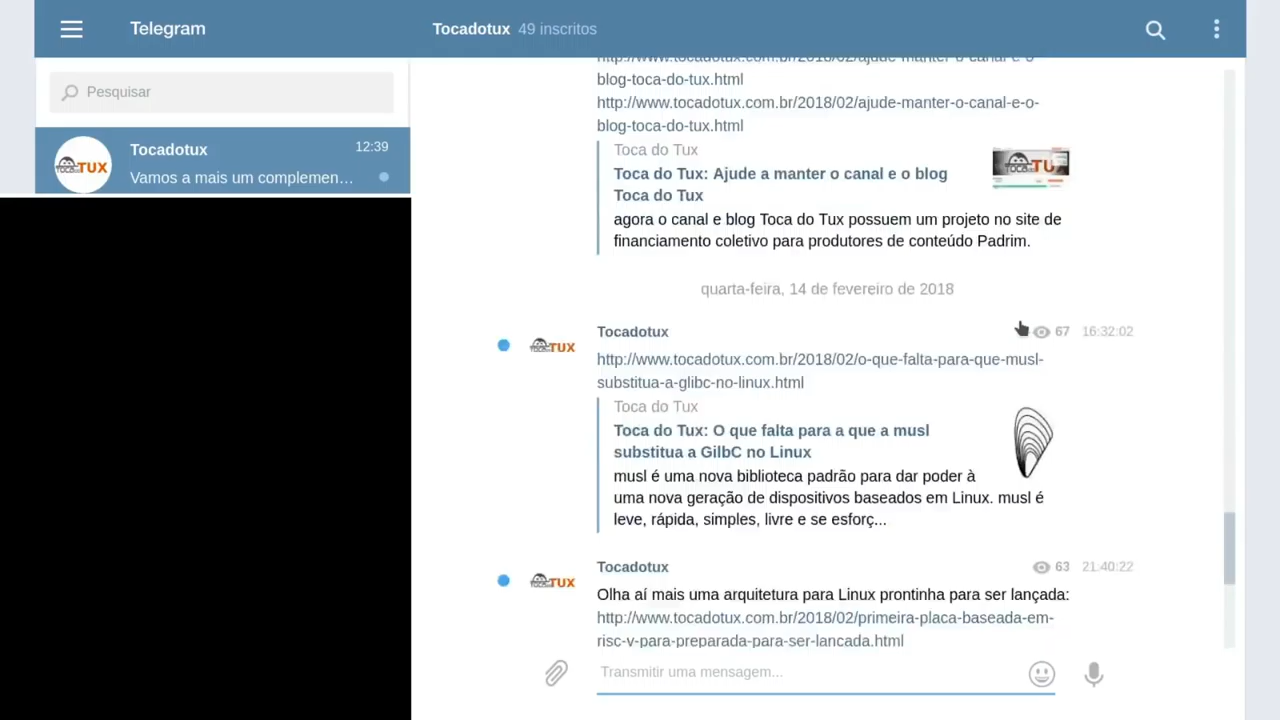 Telegram
Tocadotux 49 inscritos
Pesquisar
Tocadotux 12:39
Vamos a mais um complemen…
TOCA DO TUX
http://www.tocadotux.com.br/2018/02/ajude-manter-o-canal-e-o-
blog-toca-do-tux.html
http://www.tocadotux.com.br/2018/02/ajude-manter-o-canal-e-o-
blog-toca-do-tux.html
Toca do Tux
Toca do Tux: Ajude a manter o canal e o blog
Toca do Tux
agora o canal e blog Toca do Tux possuem um projeto no site de
financiamento coletivo para produtores de conteúdo Padrim.
quarta-feira, 14 de fevereiro de 2018
Tocadotux 67 16:32:02
http://www.tocadotux.com.br/2018/02/o-que-falta-para-que-musl-
substitua-a-glibc-no-linux.html
Toca do Tux
Toca do Tux: O que falta para a que a musl
substitua a GilbC no Linux
musl é uma nova biblioteca padrão para dar poder à
uma nova geração de dispositivos baseados em Linux. musl é
leve, rápida, simples, livre e se esforç...
Tocadotux 63 21:40:22
Olha aí mais uma arquitetura para Linux prontinha para ser lançada:
http://www.tocadotux.com.br/2018/02/primeira-placa-baseada-em-
risc-v-para-preparada-para-ser-lancada.html
Transmitir uma mensagem...